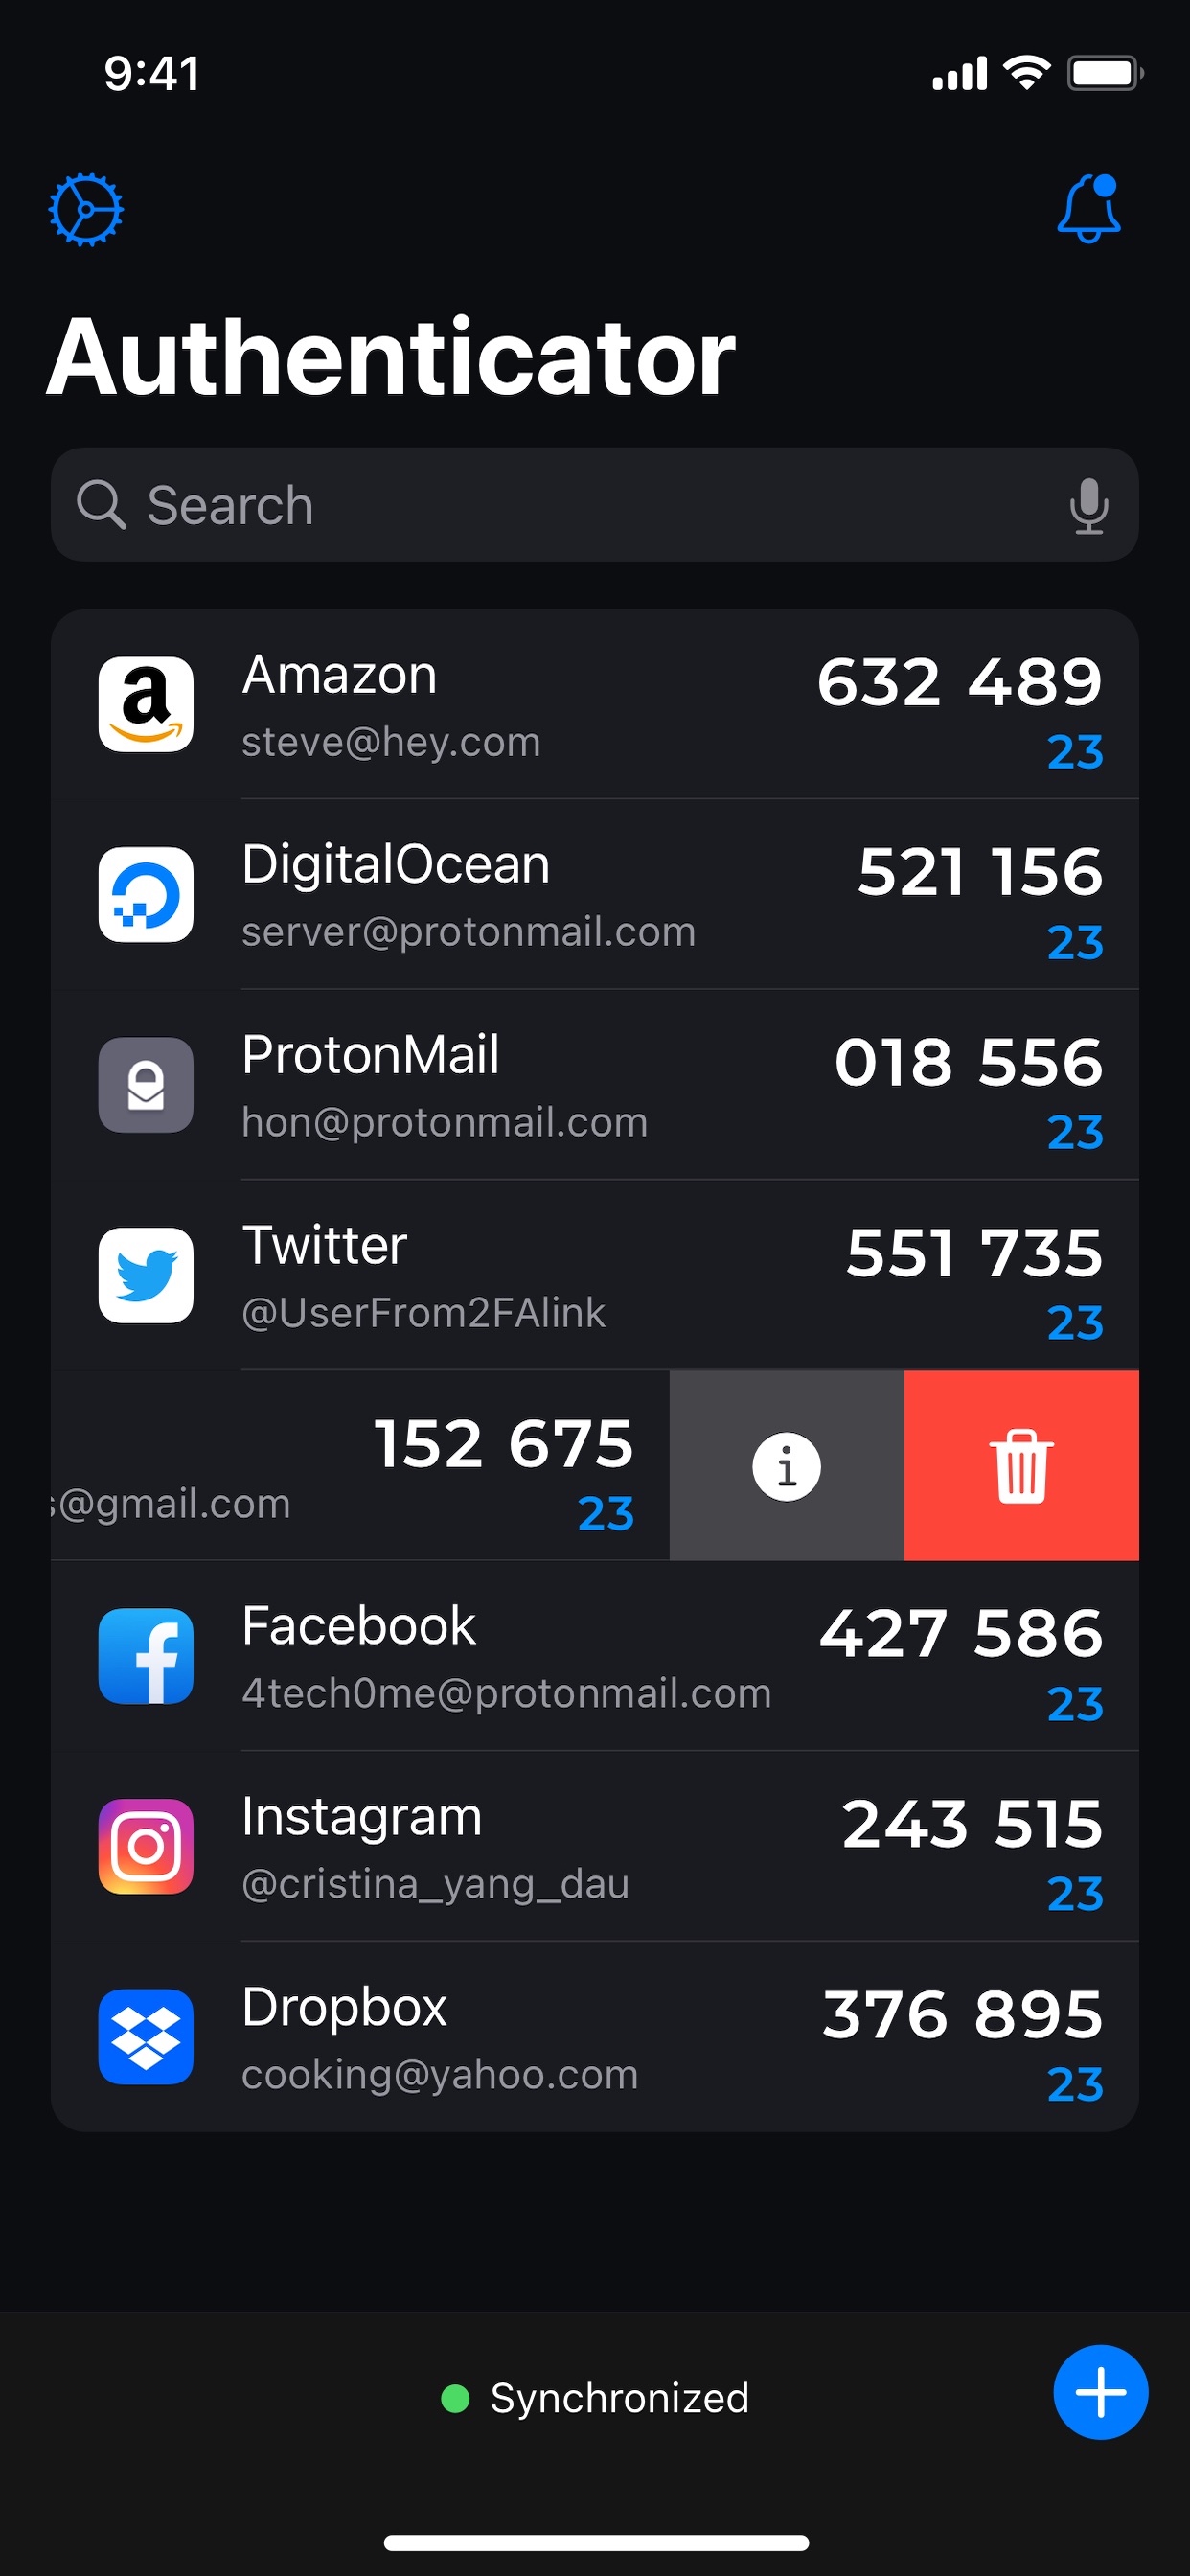 9:41
Authenticator
Search
Amazon
632 489
steve@hey.com
23
DigitalOcean
521 156
server@protonmail.com
23
ProtonMail
018 556
hon@protonmail.com
23
Twitter
551 735
@UserFrom2FAlink
23
152 675
s@gmail.com
23
Facebook
427 586
4tech0me@protonmail.com
23
Instagram
243 515
@cristina_yang_dau
23
Dropbox
376 895
cooking@yahoo.com
23
Synchronized